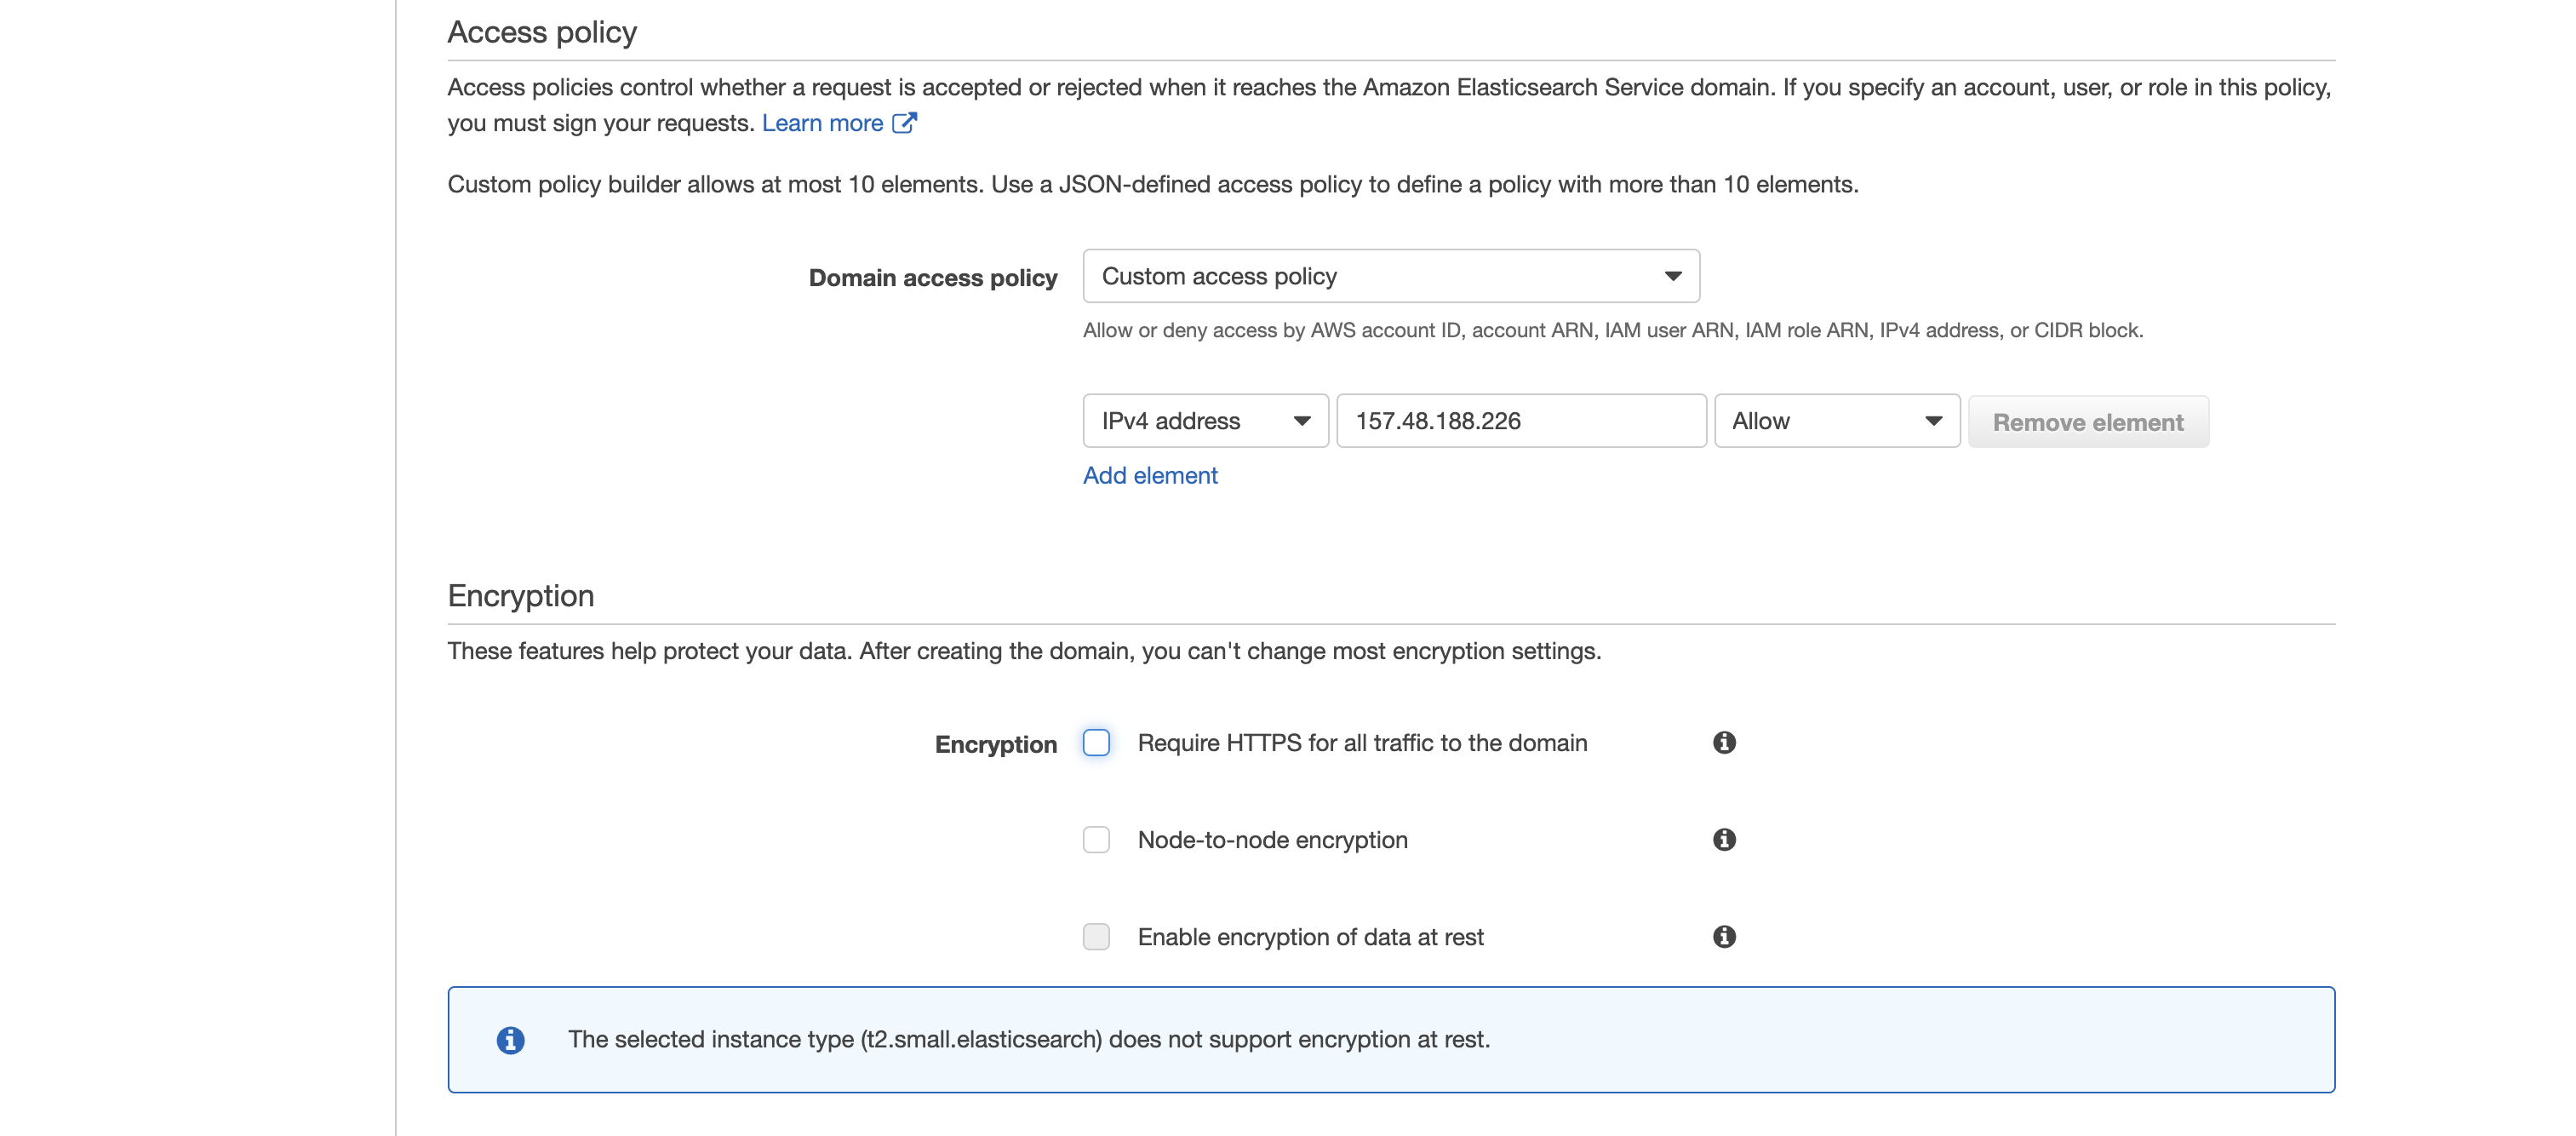 Access policy
Access policies control whether a request is accepted or rejected when it reaches the Amazon Elasticsearch Service domain. If you specify an account, user, or role in this policy,
you must sign your requests. Learn more
Custom policy builder allows at most 10 elements. Use a JSON-defined access policy to define a policy with more than 10 elements.
Domain access policy Custom access policy
Allow or deny access by AWS account ID, account ARN, IAM user ARN, IAM role ARN, IPv4 address, or CIDR block.
IPv4 address 157.48.188.226 Allow Remove element
Add element
Encryption
These features help protect your data. After creating the domain, you can't change most encryption settings.
Encryption Require HTTPS for all traffic to the domain
Node-to-node encryption
Enable encryption of data at rest
The selected instance type (t2.small.elasticsearch) does not support encryption at rest.